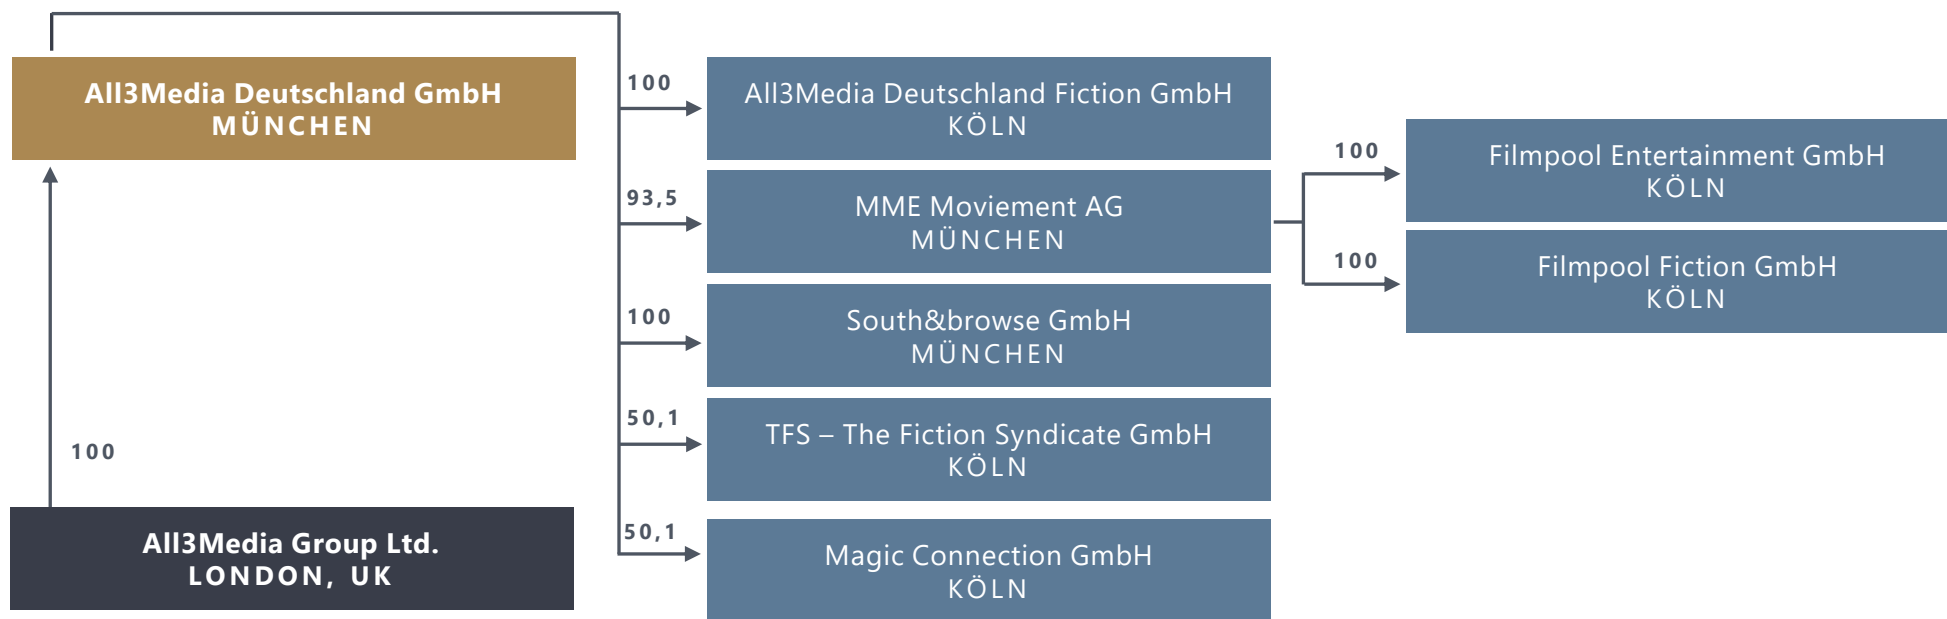 All3Media Deutschland GmbH
MÜNCHEN
100
All3Media Group Ltd.
LONDON, UK
100
All3Media Deutschland Fiction GmbH
KÖLN
93,5
MME Moviement AG
MÜNCHEN
100
South&browse GmbH
MÜNCHEN
50,1
TFS – The Fiction Syndicate GmbH
KÖLN
50,1
Magic Connection GmbH
KÖLN
100
Filmpool Entertainment GmbH
KÖLN
100
Filmpool Fiction GmbH
KÖLN